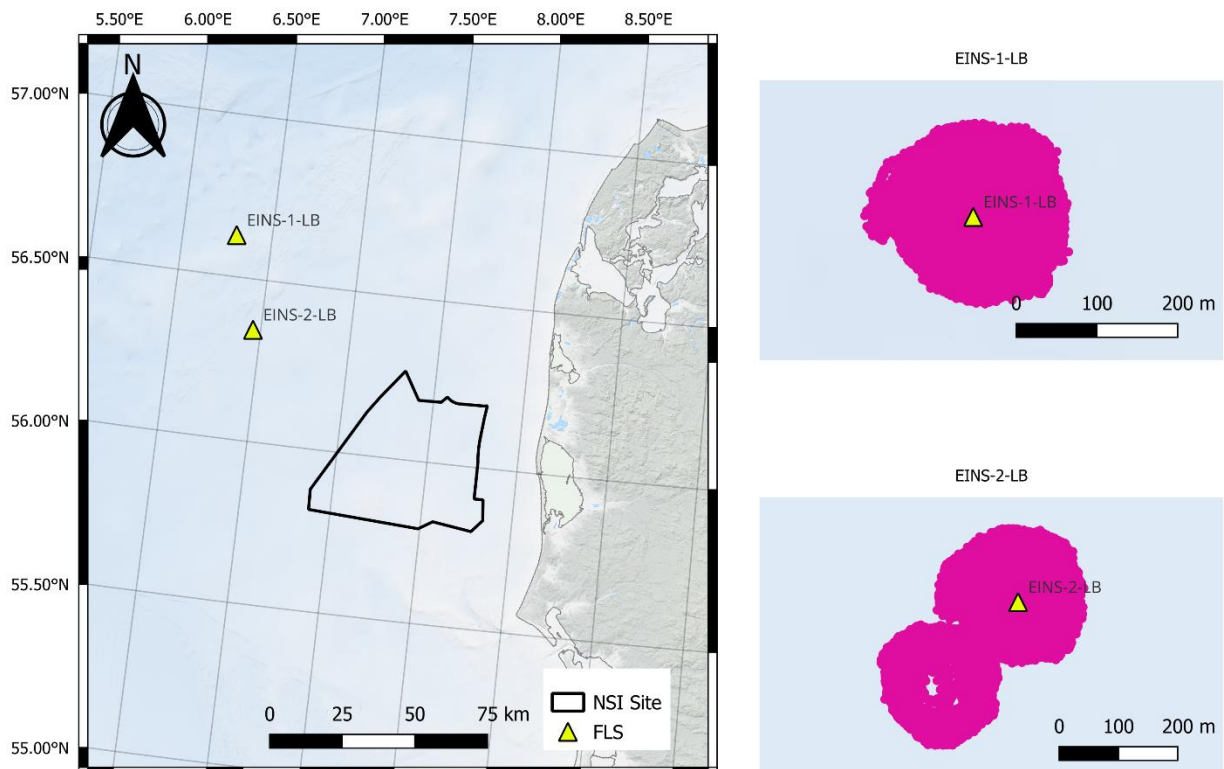 5.50°E 6.00°E 6.50°E 7.00°E 7.50°E 8.00°E 8.50°E
N
57.00°N
56.50°N
56.00°N
55.50°N
55.00°N
EINS-1-LB
EINS-2-LB
0 25 50 75 km
NSI Site
FLS
EINS-1-LB
EINS-1-LB
0 100 200 m
EINS-2-LB
EINS-2-LB
0 100 200 m